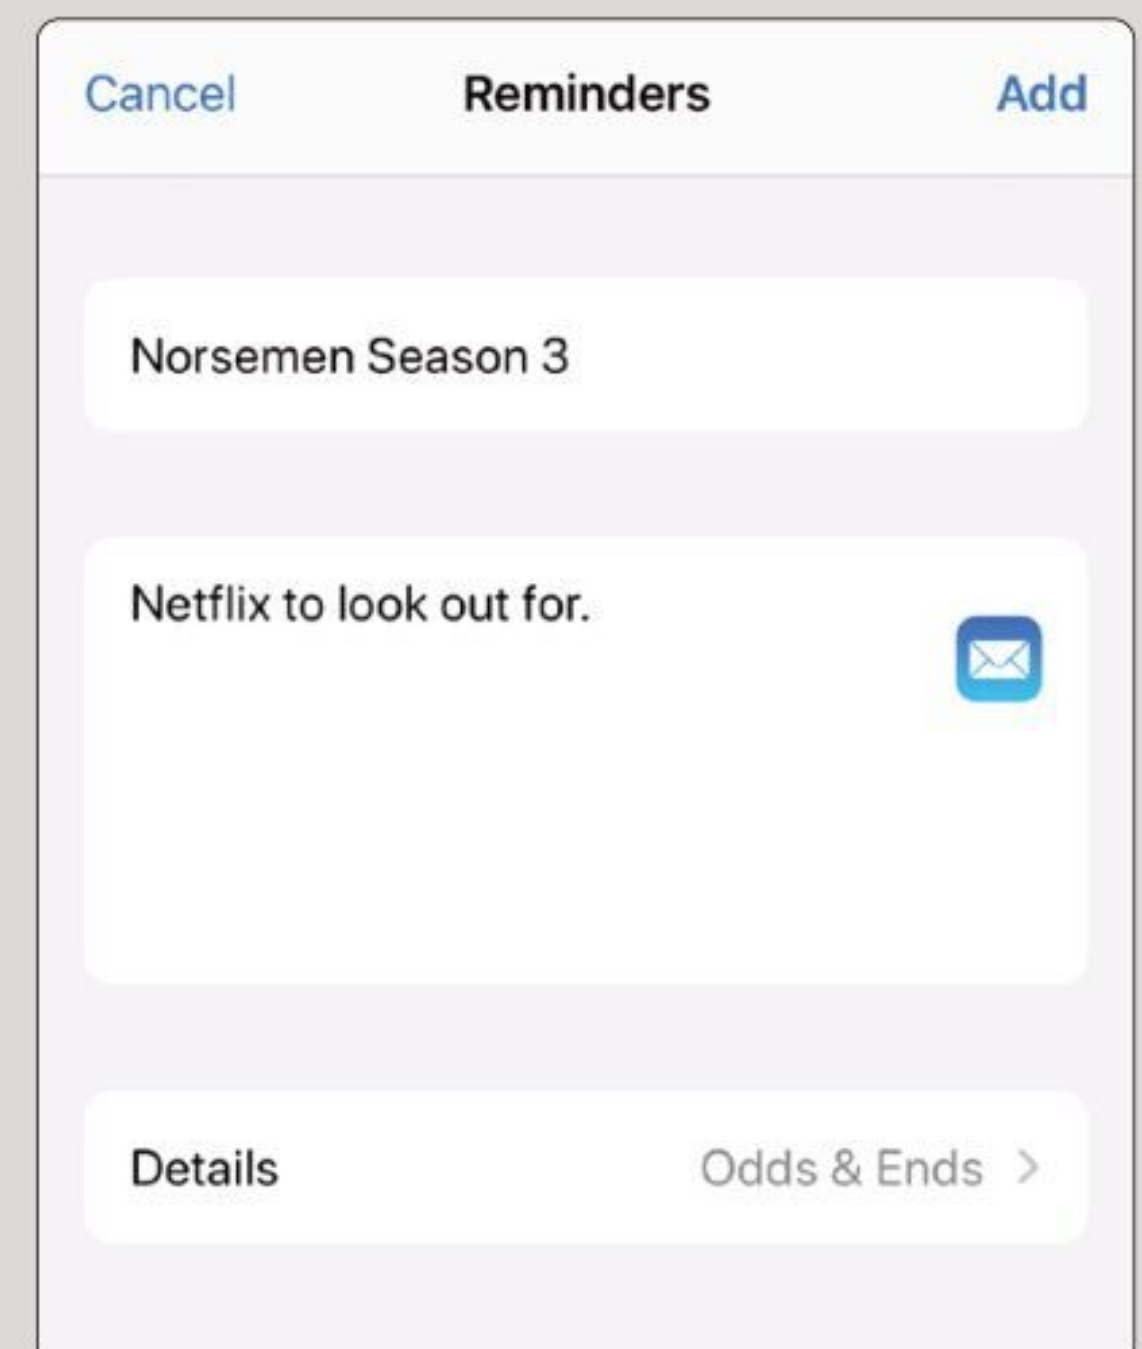 Cancel Reminders Add
Norsemen Season 3
Netflix to look out for.
Details Odds & Ends >